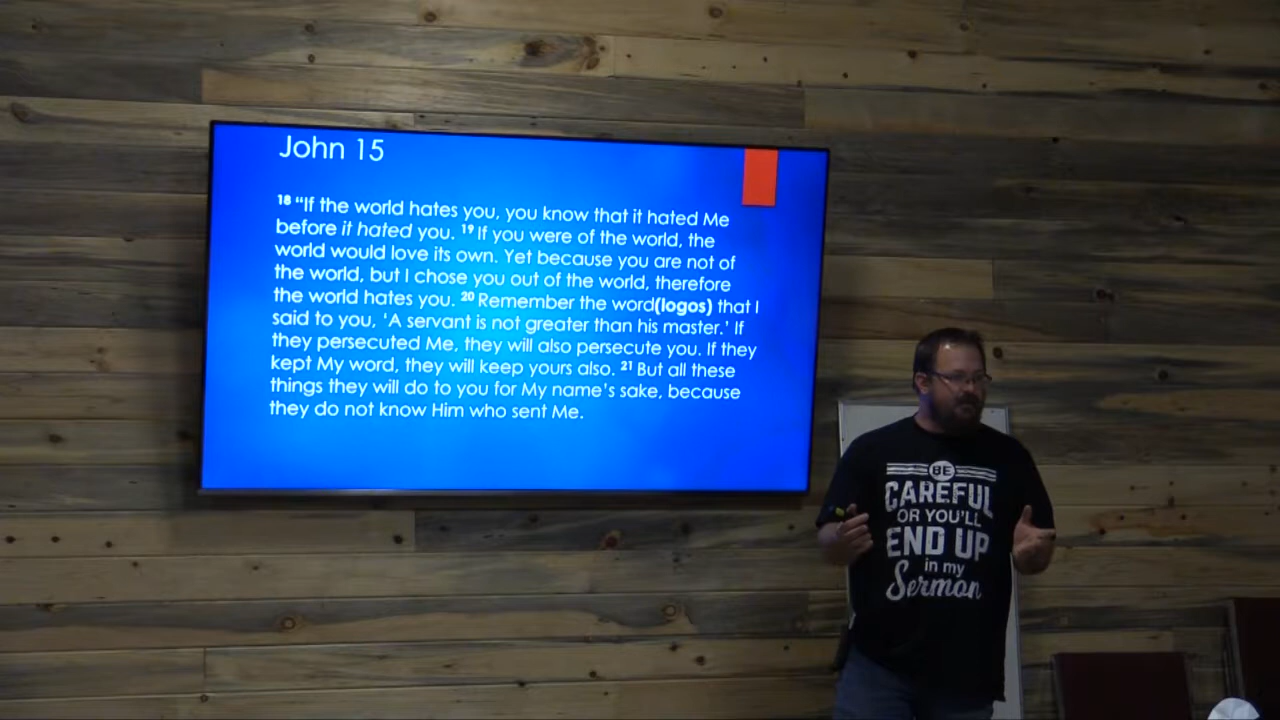 John 15
18 “If the world hates you, you know that it hated Me
before it hated you. 19 If you were of the world, the
world would love its own. Yet because you are not of
the world, but I chose you out of the world, therefore
the world hates you. 20 Remember the word(logos) that I
said to you, ‘A servant is not greater than his master.’ If
they persecuted Me, they will also persecute you. If they
kept My word, they will keep yours also. 21 But all these
things they will do to you for My name’s sake, because
they do not know Him who sent Me.
BE
CAREFUL
OR YOU'LL
END UP
in my
Sermon